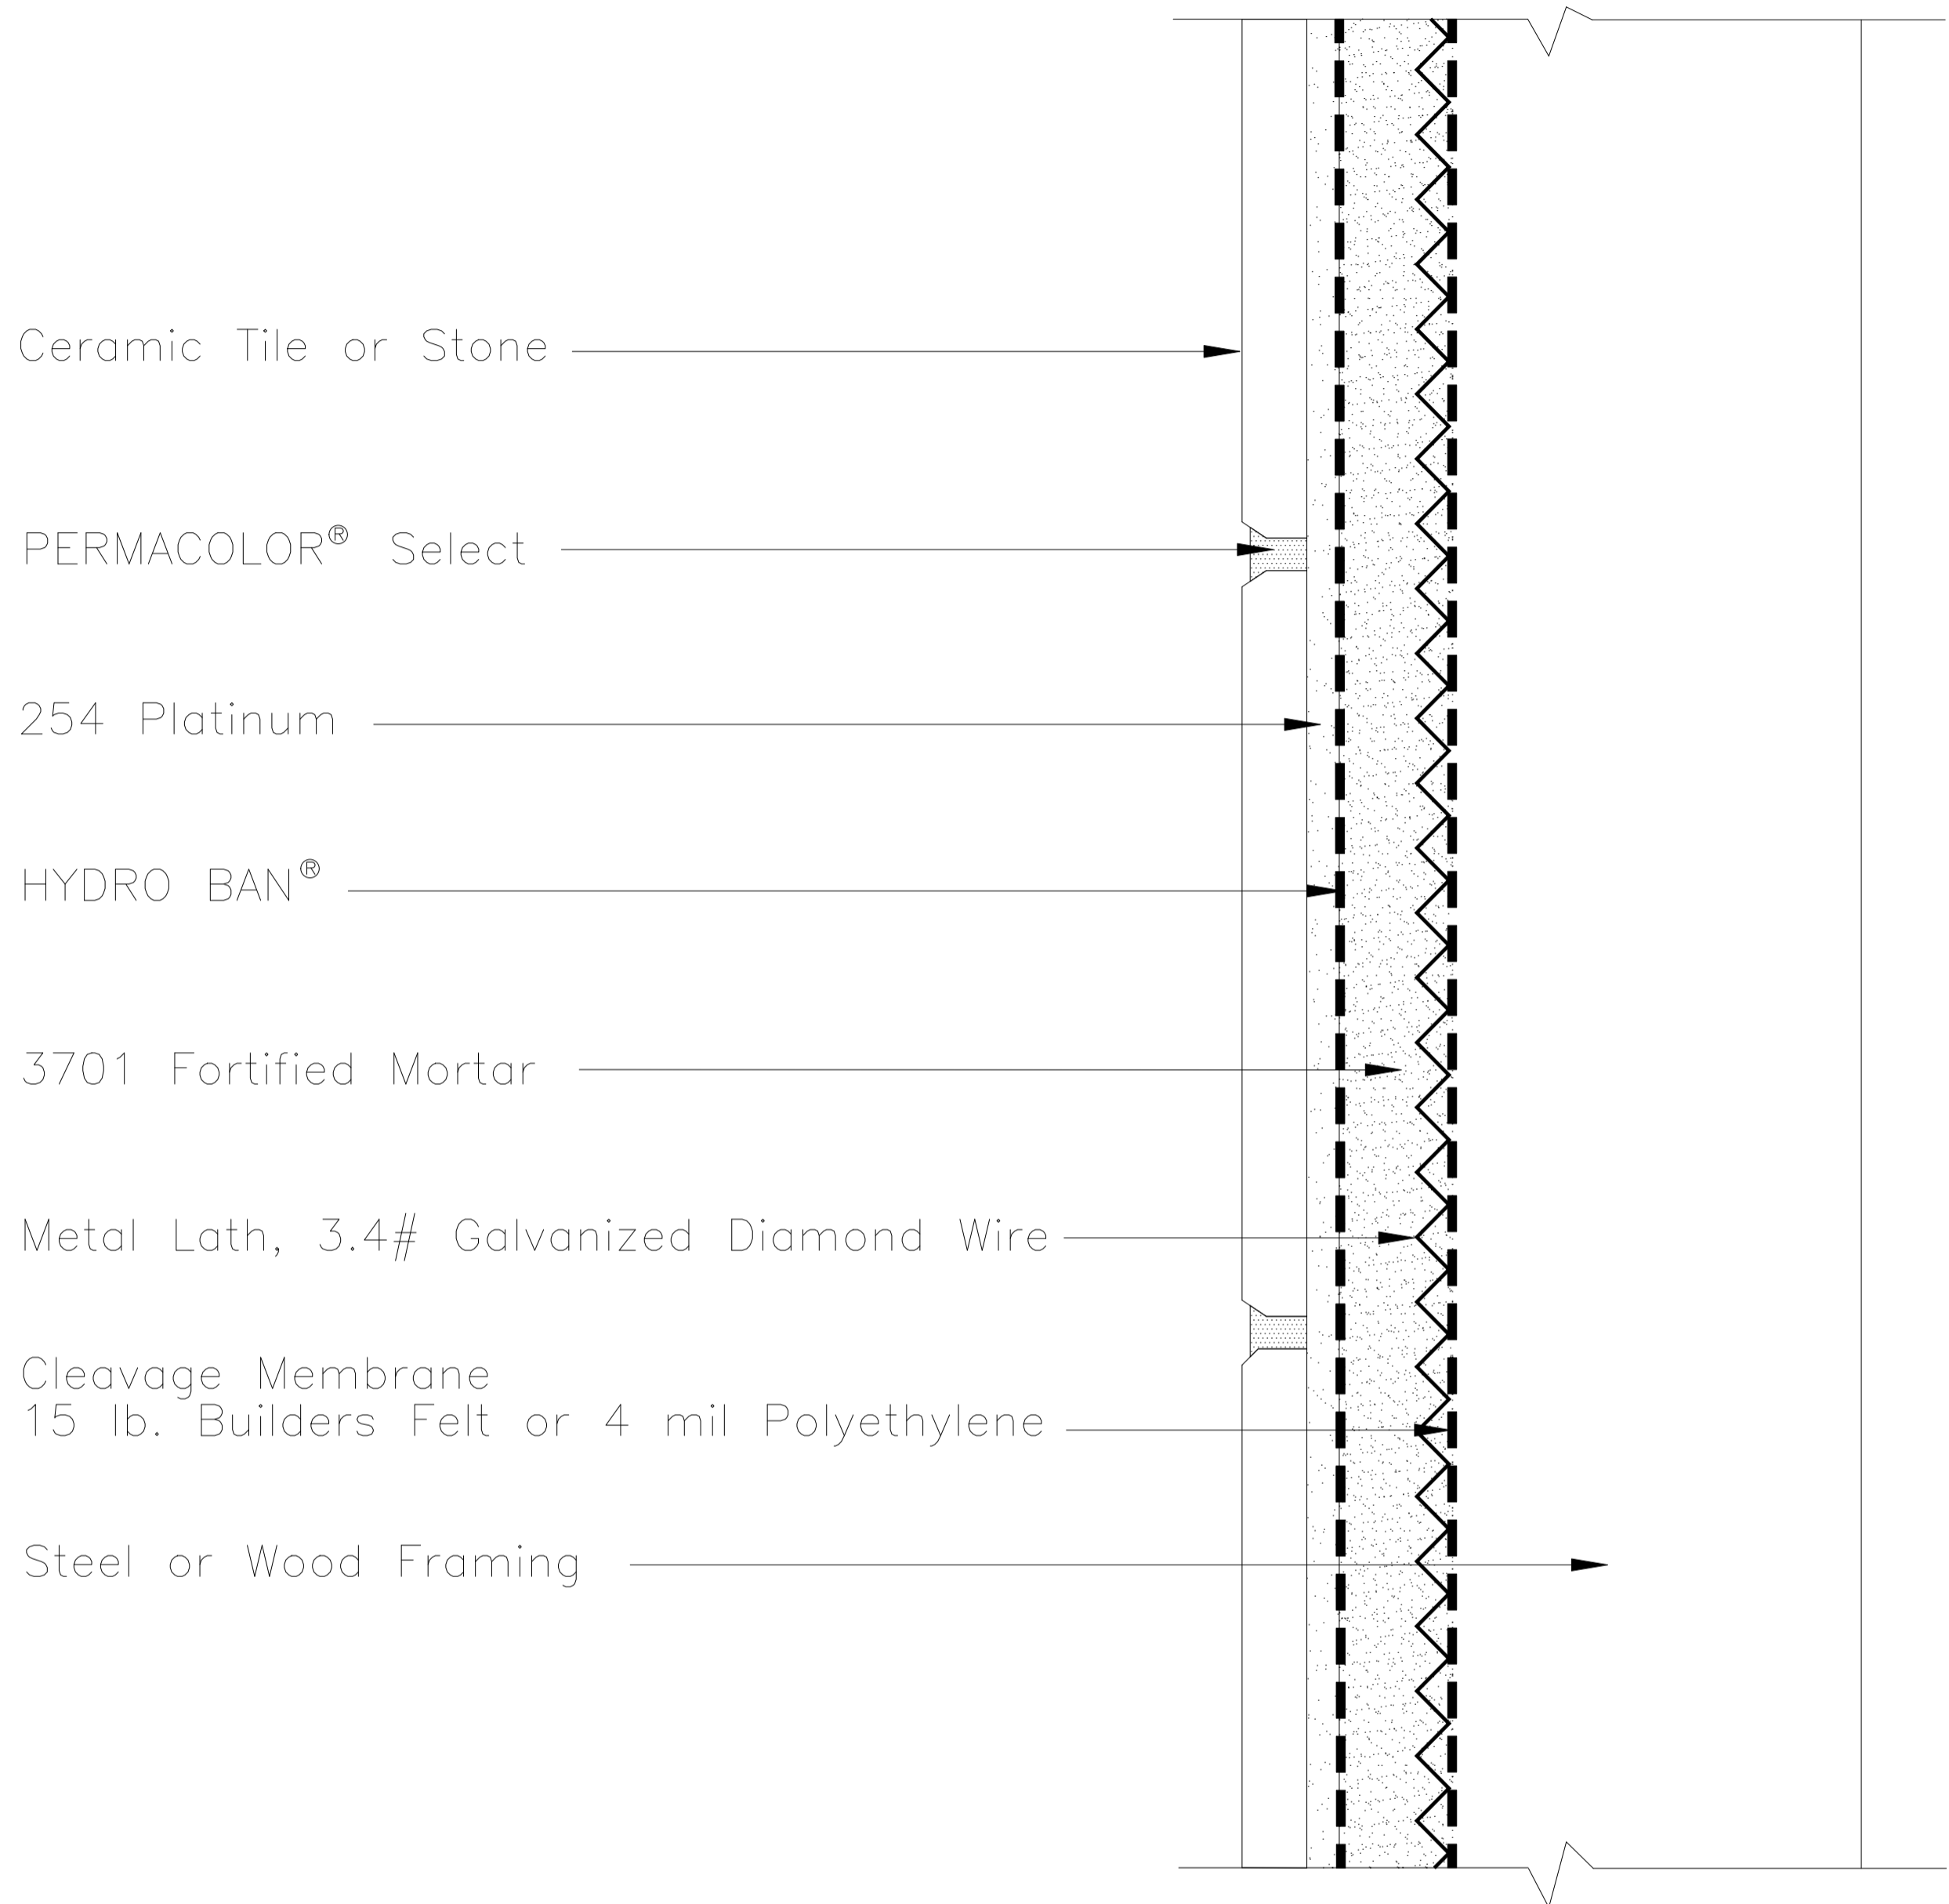 Ceramic Tile or Stone
PERMACOLOR® Select
254 Platinum
HYDRO BAN®
3701 Fortified Mortar
Metal Lath, 3.4# Galvanized Diamond Wire
Cleavage Membrane
15 lb. Builders Felt or 4 mil Polyethylene
Steel or Wood Framing